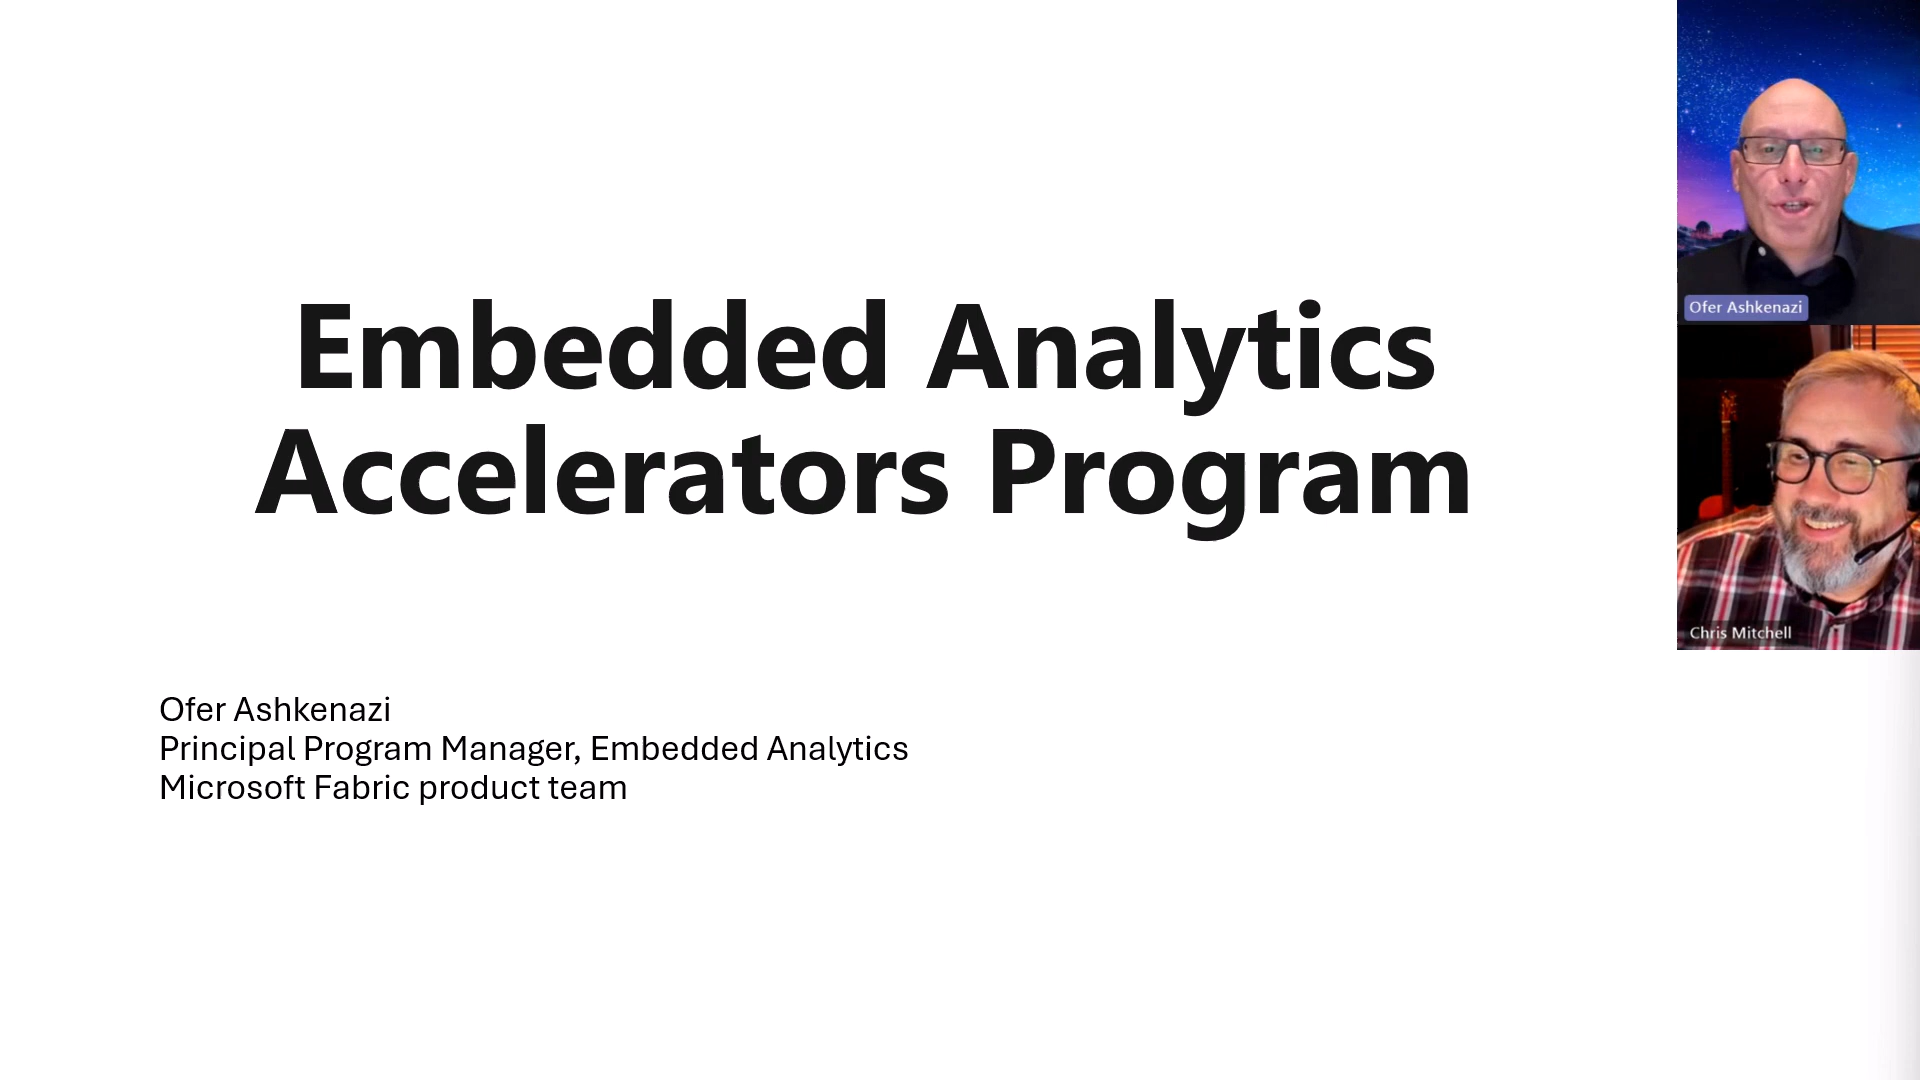 Embedded Analytics
Accelerators Program
Ofer Ashkenazi
Principal Program Manager, Embedded Analytics
Microsoft Fabric product team
Ofer Ashkenazi
Chris Mitchell